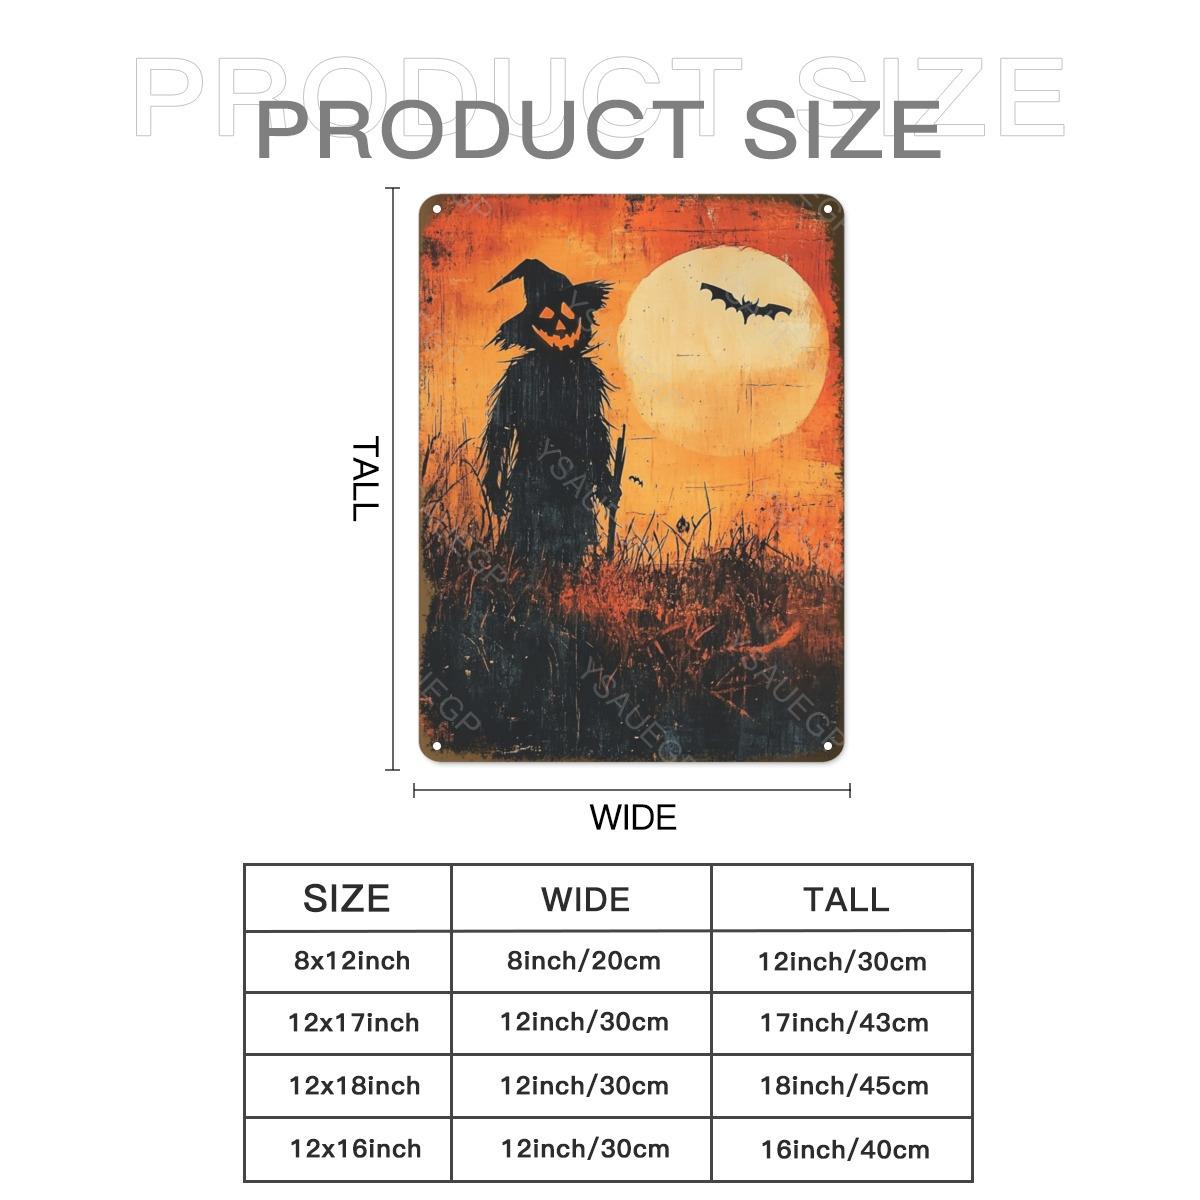 PRODUCT SIZE
PRODUCT SIZE
TALL
YSAUEGP
YSAUEGP
YSAUEGP
WIDE
SIZE WIDE TALL
8x12inch 8inch/20cm 12inch/30cm
12x17inch 12inch/30cm 17inch/43cm
12x18inch 12inch/30cm 18inch/45cm
12x16inch 12inch/30cm 16inch/40cm